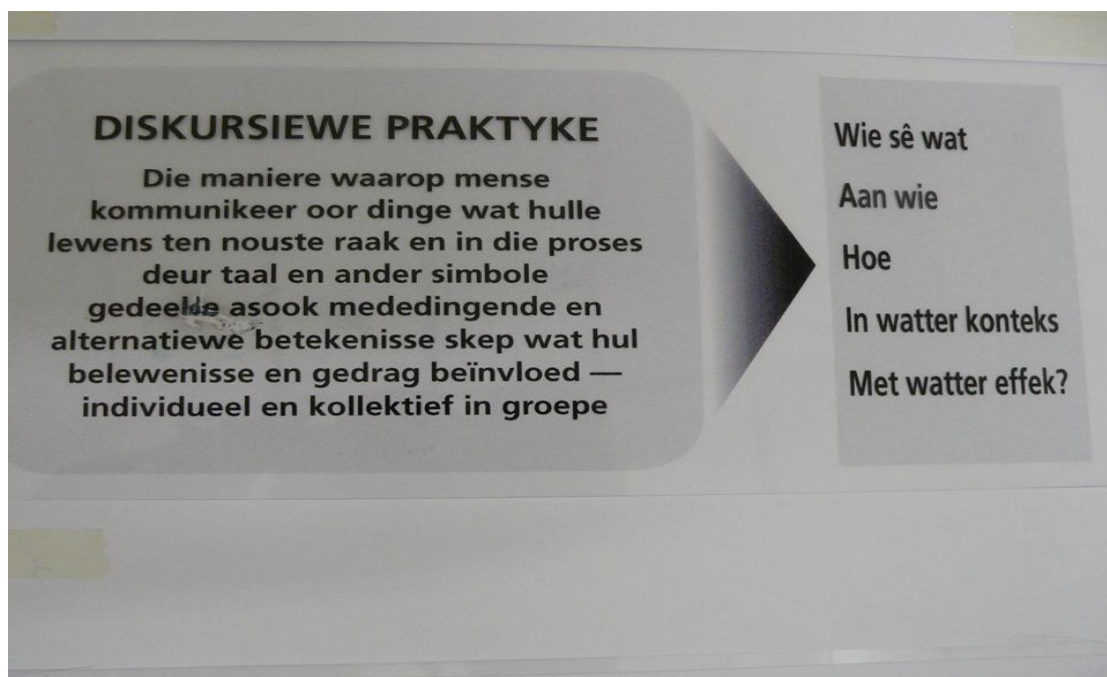 DISKURSIEWE PRAKTYKE
Die maniere waarop mense
kommunikeer oor dinge wat hulle
lewens ten nouste raak en in die proses
deur taal en ander simbole
gedeelde asook mededingende en
alternatiewe betekenisse skep wat hul
belewenisse en gedrag beïnvloed —
individueel en kollektief in groepe
Wie sê wat
Aan wie
Hoe
In watter konteks
Met watter effek?